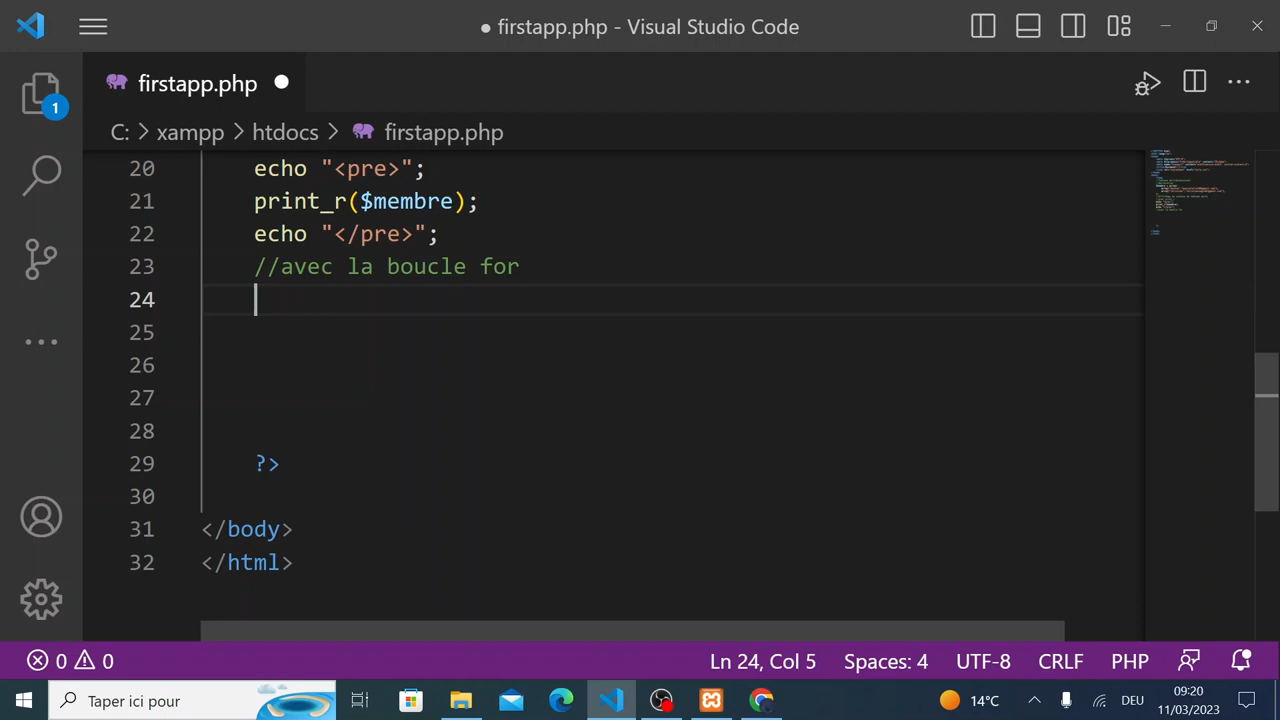 firstapp.php - Visual Studio Code
firstapp.php
1
C: > xampp > htdocs > firstapp.php
20 echo "<pre>";
21 print_r($membre);
22 echo "</pre>";
23 //avec la boucle for
24
25
26
27
28
29 ?>
30
31 </body>
32 </html>
0 0 Ln 24, Col 5 Spaces: 4 UTF-8 CRLF PHP
Taper ici pour 14°C DEU 09:20
11/03/2023